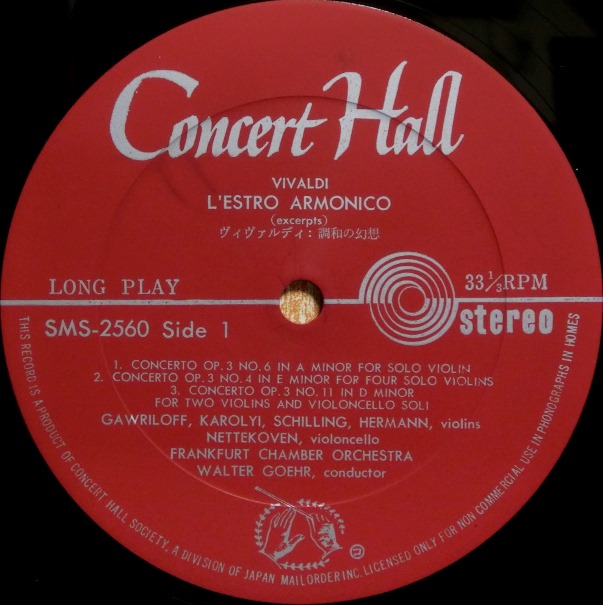 Concert Hall
VIVALDI
L'ESTRO ARMONICO
(excerpts)
ヴィヴァルディ: 調和の幻想
LONG PLAY
33 1/3 RPM
stereo
SMS-2560 Side 1
1. CONCERTO OP.3 NO.6 IN A MINOR FOR SOLO VIOLIN
2. CONCERTO OP.3 NO.4 IN E MINOR FOR FOUR SOLO VIOLINS
3. CONCERTO OP.3 NO.11 IN D MINOR
FOR TWO VIOLINS AND VIOLONCELLO SOLI
GAWRILOFF, KAROLYI, SCHILLING, HERMANN, violins
NETTEKOVEN, violoncello
FRANKFURT CHAMBER ORCHESTRA
WALTER GOEHR, conductor
THIS RECORD IS A PRODUCT OF CONCERT HALL SOCIETY, A DIVISION OF JAPAN MAILORDER INC. LICENSED ONLY FOR NON COMMERCIAL USE IN PHONOGRAPHS IN HOMES